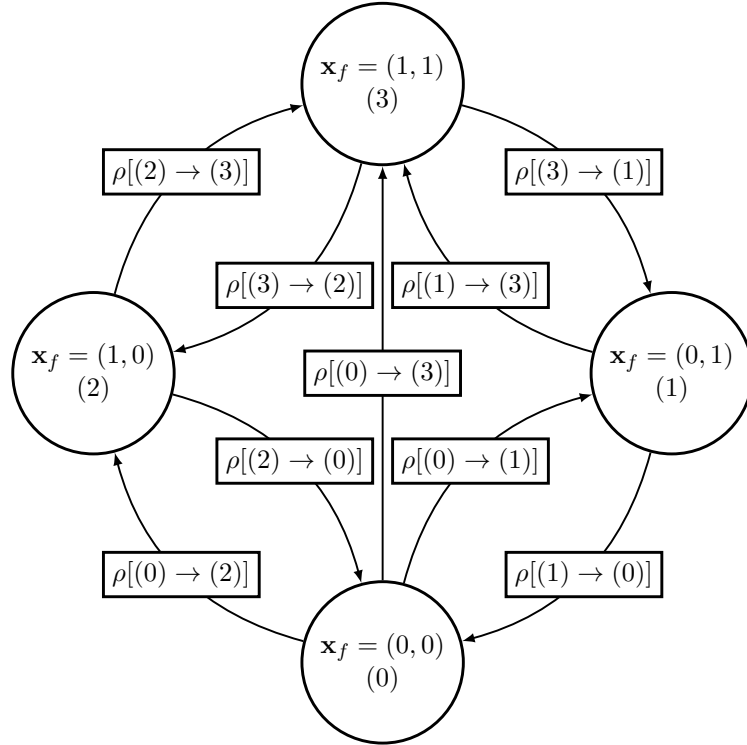 𝐱_f = (1, 1)
(3)
ρ[(2) → (3)]
ρ[(3) → (1)]
ρ[(3) → (2)]
ρ[(1) → (3)]
𝐱_f = (1, 0)
(2)
ρ[(0) → (3)]
𝐱_f = (0, 1)
(1)
ρ[(2) → (0)]
ρ[(0) → (1)]
ρ[(0) → (2)]
ρ[(1) → (0)]
𝐱_f = (0, 0)
(0)